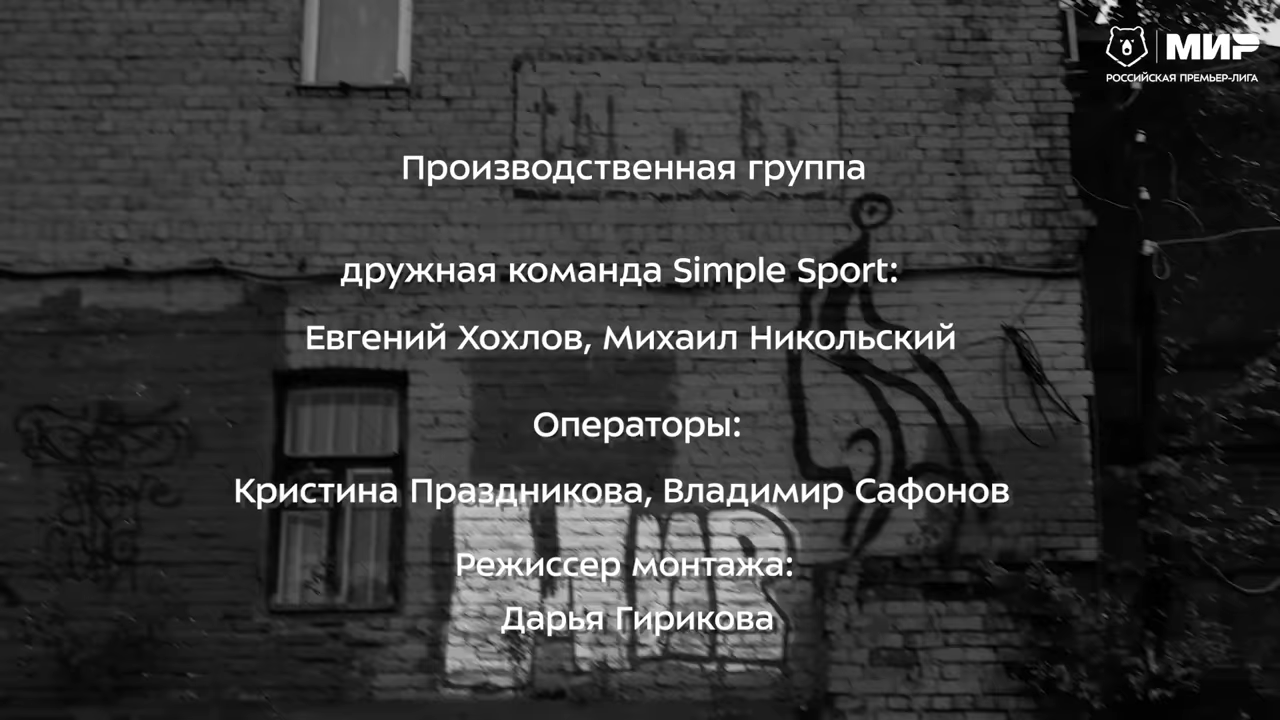 МИР
РОССИЙСКАЯ ПРЕМЬЕР-ЛИГА
Производственная группа
дружная команда Simple Sport:
Евгений Хохлов, Михаил Никольский
Операторы:
Кристина Праздникова, Владимир Сафонов
Режиссер монтажа:
Дарья Гирикова